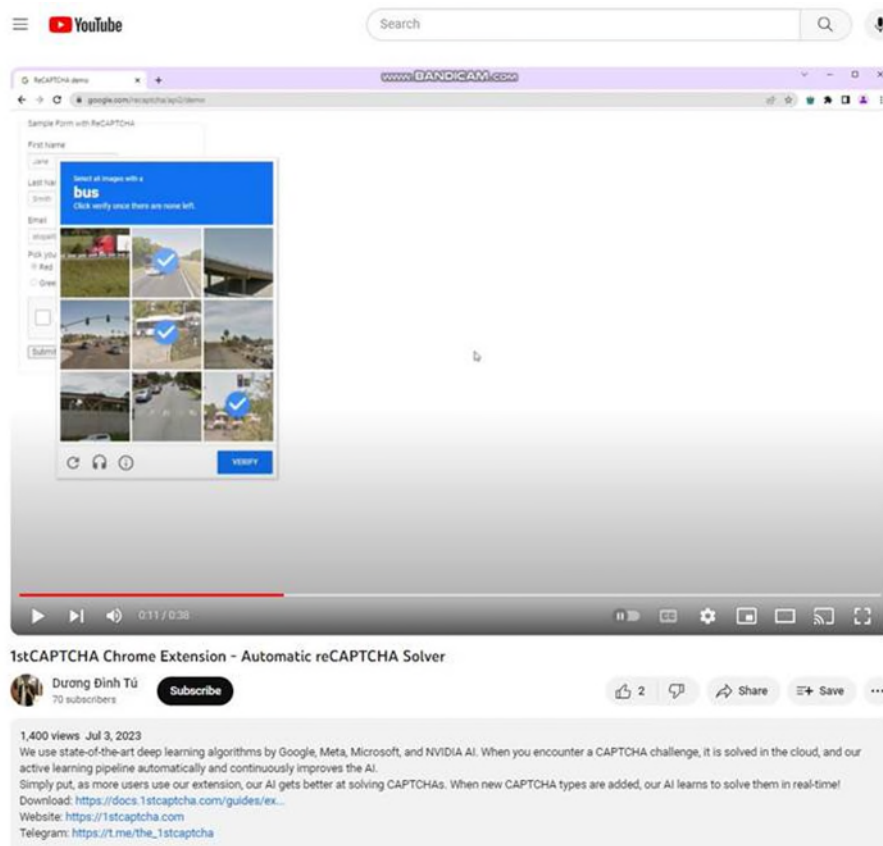 YouTube
Search
ReCAPTCHA demo
www.BANDICAM.com
google.com/recaptcha/api2/demo
Sample Form with ReCAPTCHA
First Name
Jane
Select all images with a
bus
Click verify once there are none left.
Last Nam
Smith
Email
Pick you
Red
Gree
Submit
VERIFY
0:11 / 0:38
CC
1stCAPTCHA Chrome Extension - Automatic reCAPTCHA Solver
Dương Đình Tú
70 subscribers
Subscribe
2
Share
Save
1,400 views Jul 3, 2023
We use state-of-the-art deep learning algorithms by Google, Meta, Microsoft, and NVIDIA AI. When you encounter a CAPTCHA challenge, it is solved in the cloud, and our
active learning pipeline automatically and continuously improves the AI.
Simply put, as more users use our extension, our AI gets better at solving CAPTCHAs. When new CAPTCHA types are added, our AI learns to solve them in real-time!
Download: https://docs.1stcaptcha.com/guides/ex...
Website: https://1stcaptcha.com
Telegram: https://t.me/the_1stcaptcha